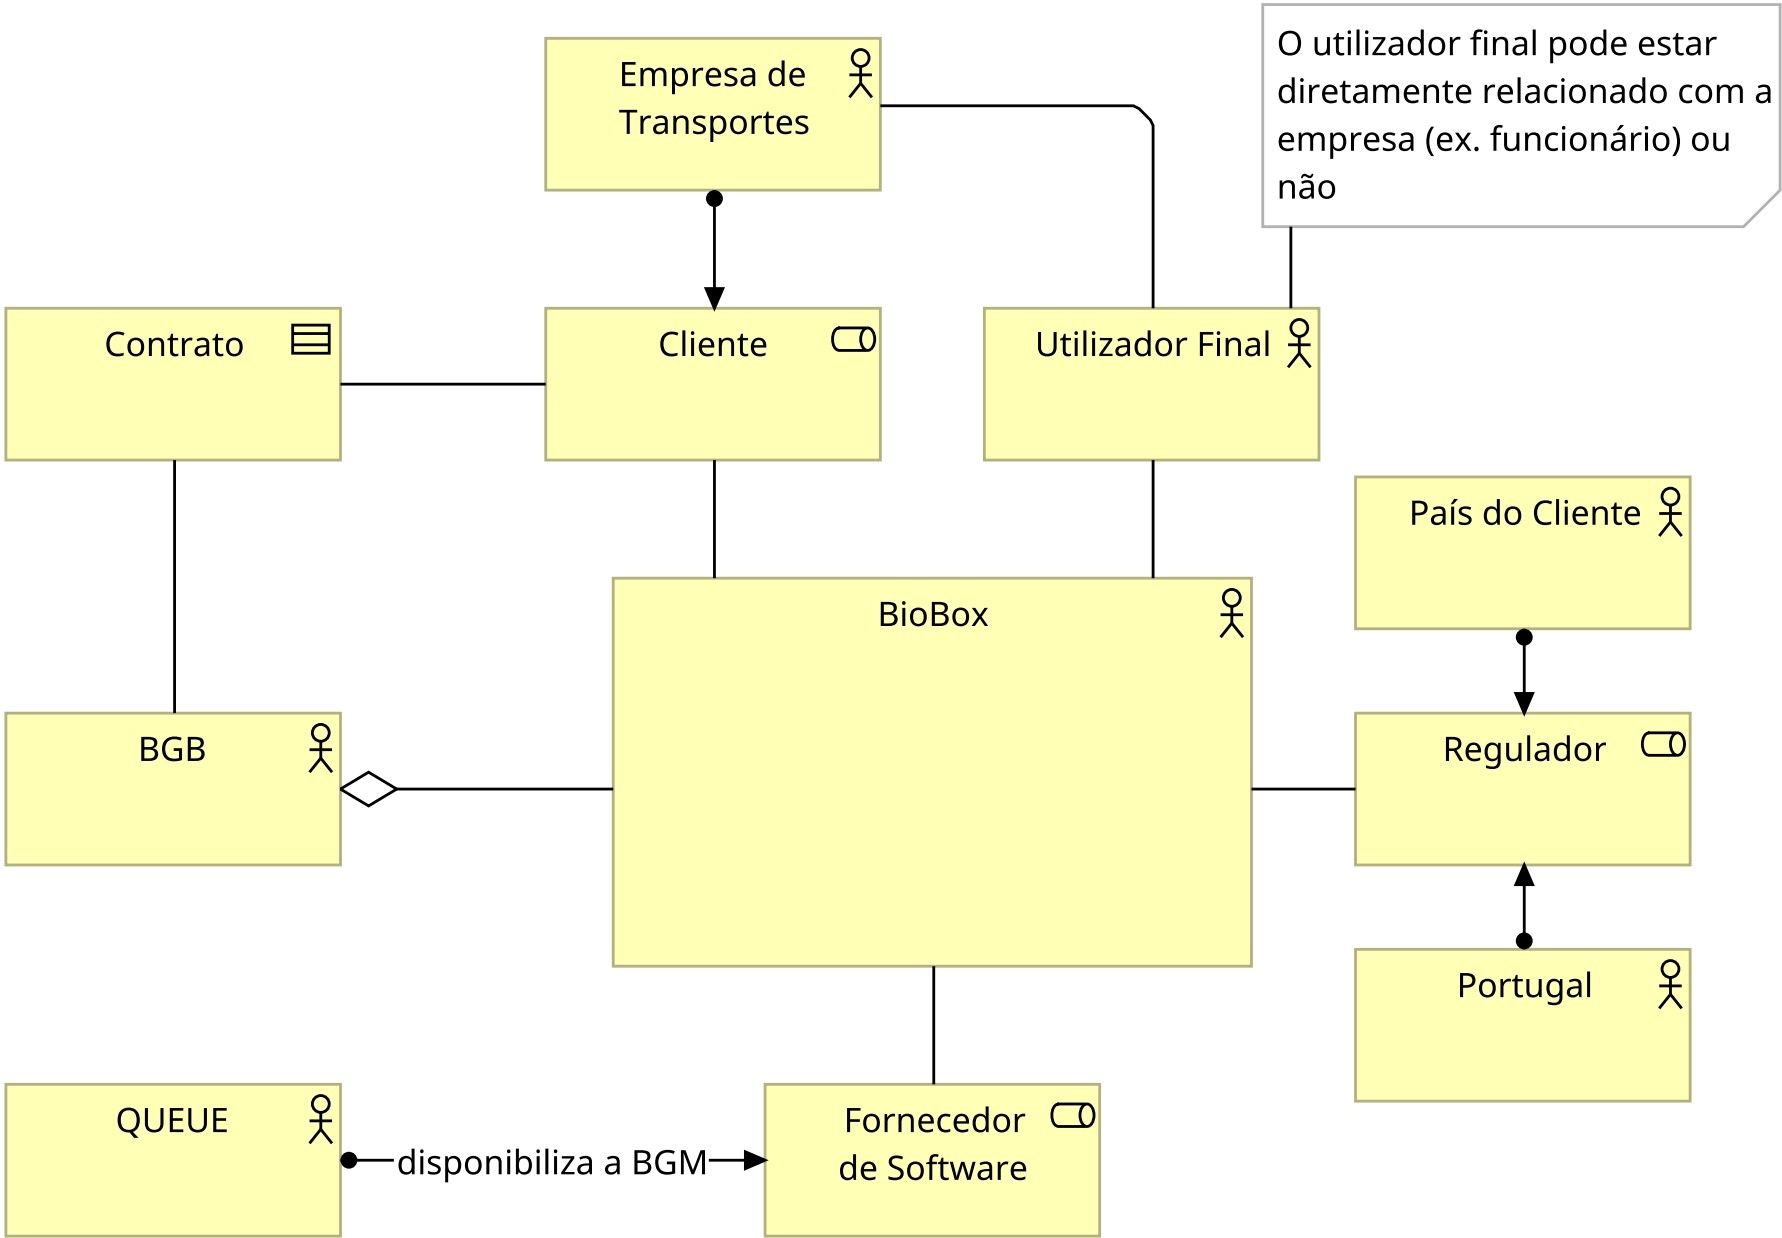 Empresa de
Transportes
O utilizador final pode estar
diretamente relacionado com a
empresa (ex. funcionário) ou
não
Contrato
Cliente
Utilizador Final
País do Cliente
BioBox
BGB
Regulador
Portugal
QUEUE
disponibiliza a BGM
Fornecedor
de Software